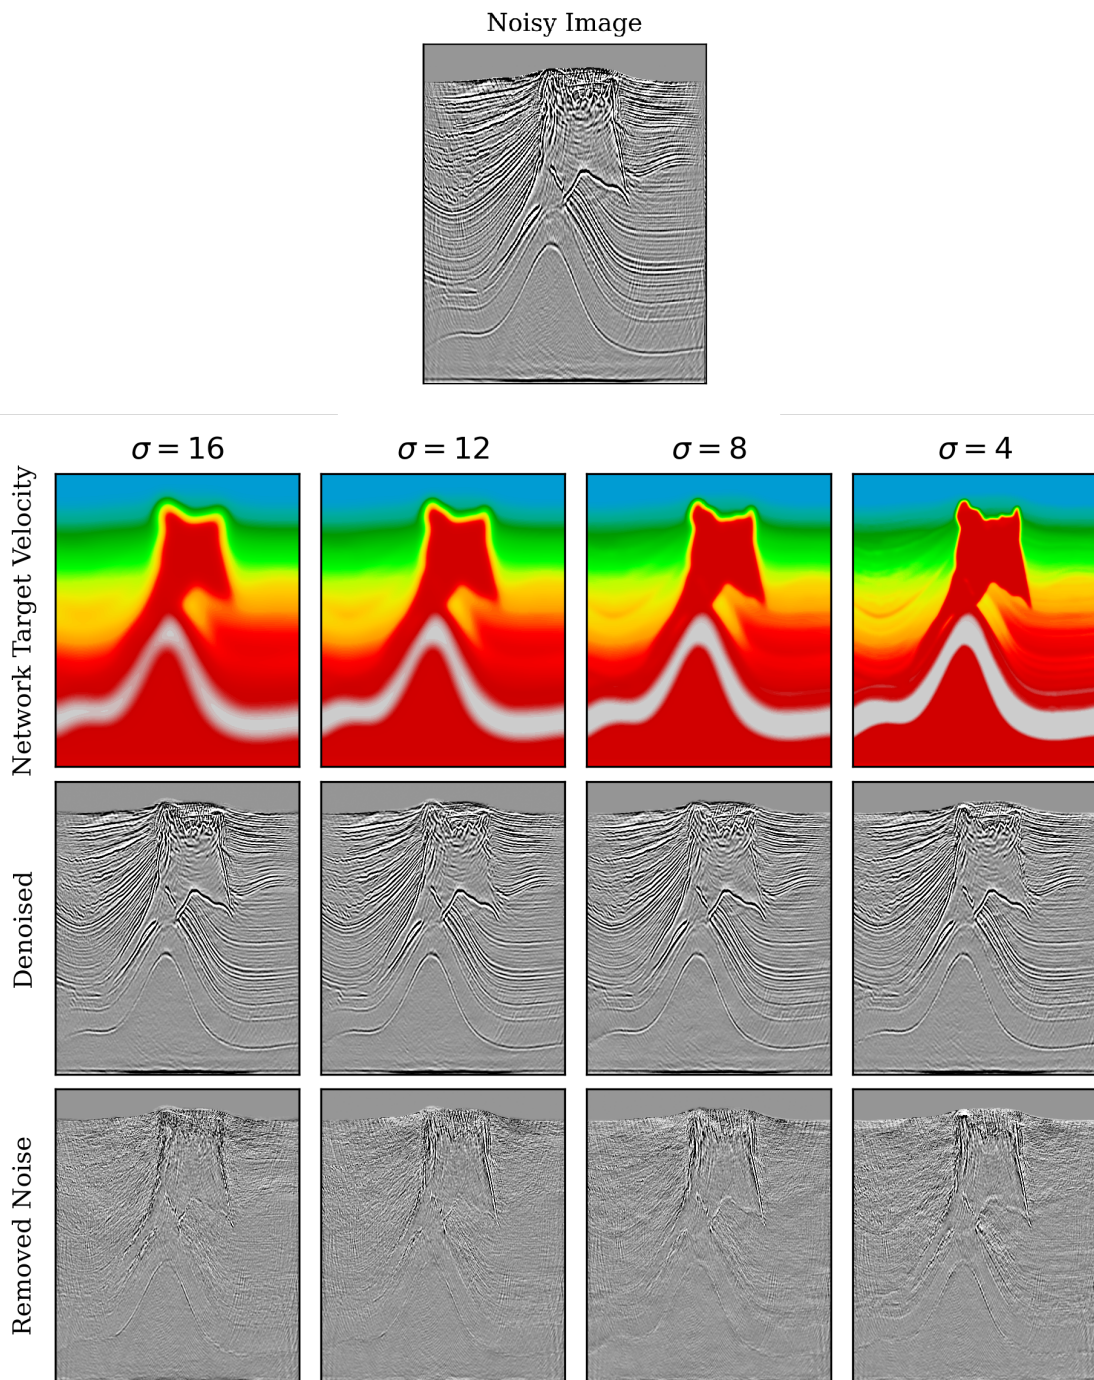 Noisy Image
σ = 16
σ = 12
σ = 8
σ = 4
Network Target Velocity
Denoised
Removed Noise